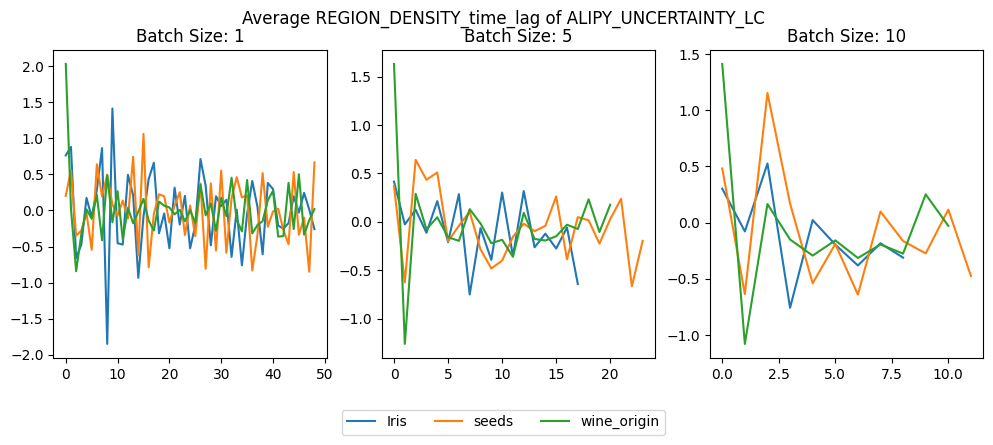 Average REGION_DENSITY_time_lag of ALIPY_UNCERTAINTY_LC
Batch Size: 1
Batch Size: 5
Batch Size: 10
2.0
1.5
1.0
0.5
0.0
−0.5
−1.0
−1.5
−2.0
0 10 20 30 40 50
1.5
1.0
0.5
0.0
−0.5
−1.0
0 5 10 15 20
1.5
1.0
0.5
0.0
−0.5
−1.0
0.0 2.5 5.0 7.5 10.0
Iris seeds wine_origin